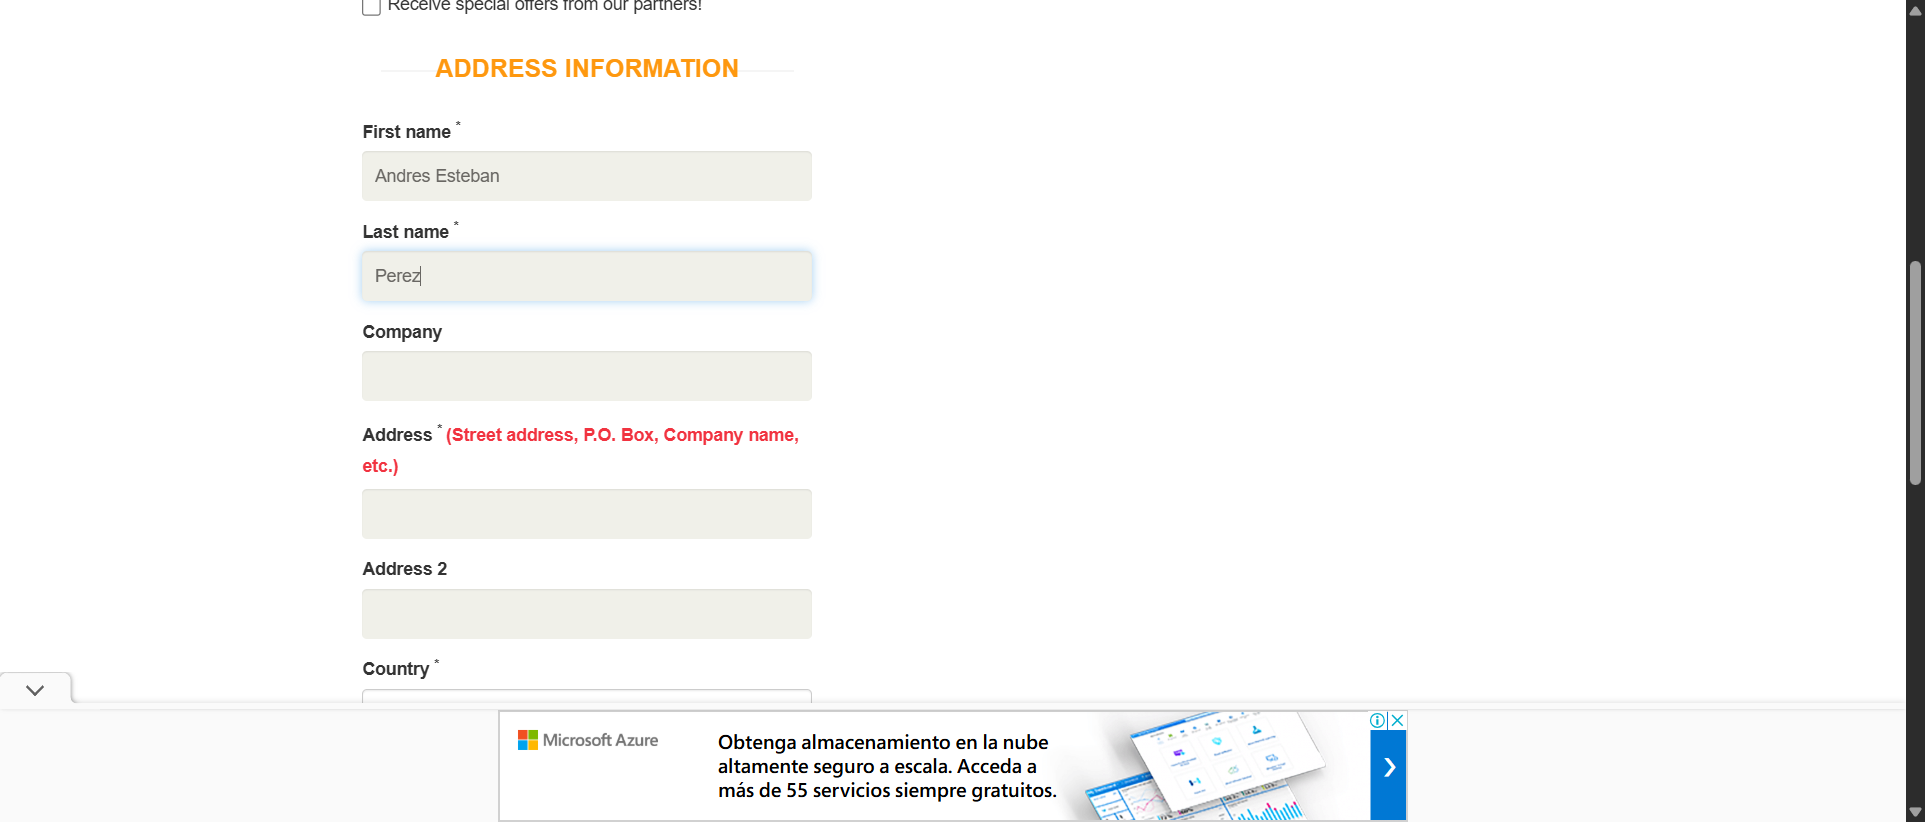 Receive special offers from our partners!
ADDRESS INFORMATION
First name *
Andres Esteban
Last name *
Perez
Company
Address * (Street address, P.O. Box, Company name,
etc.)
Address 2
Country *
Microsoft Azure
Obtenga almacenamiento en la nube
altamente seguro a escala. Acceda a
más de 55 servicios siempre gratuitos.